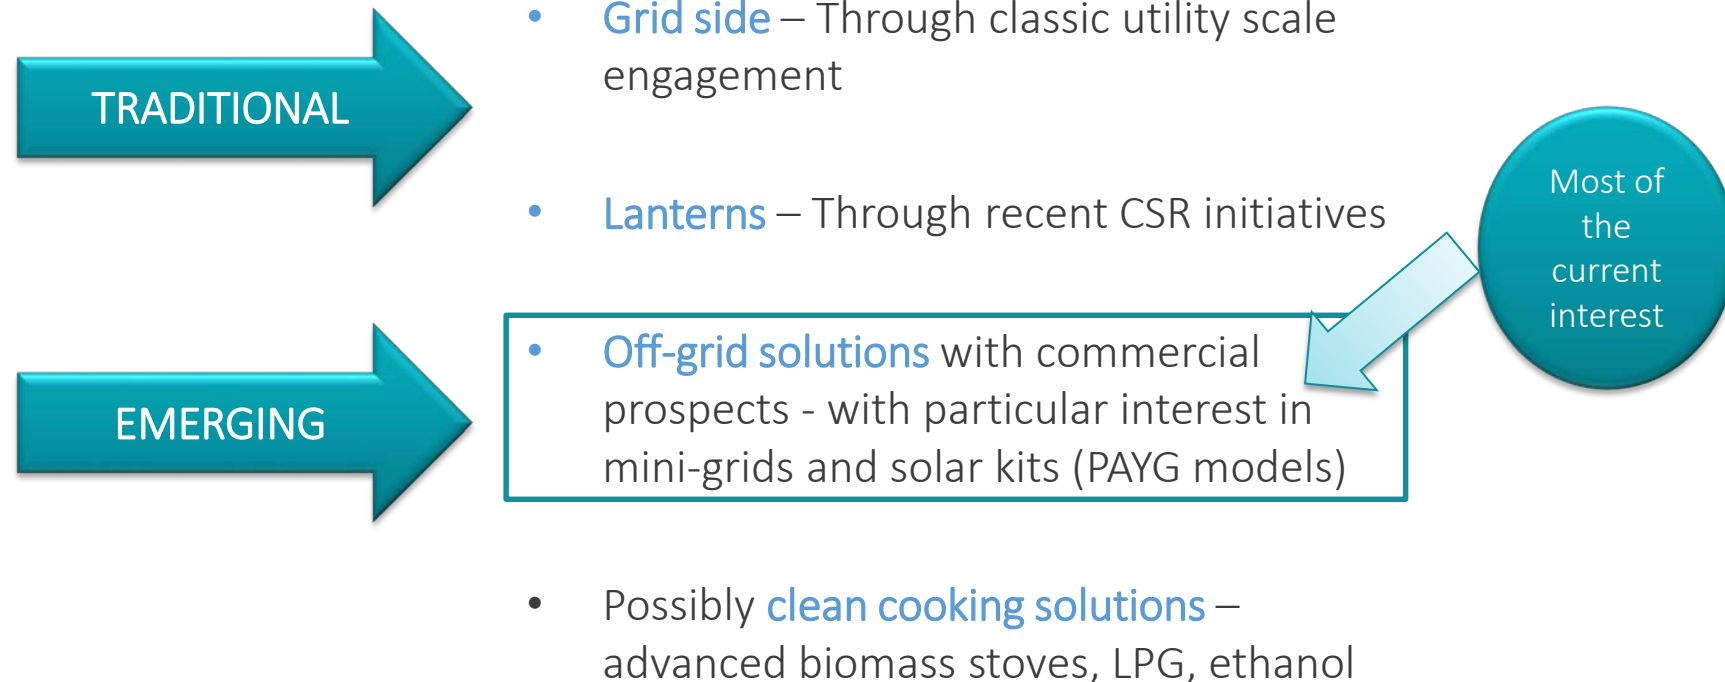 TRADITIONAL
• Grid side – Through classic utility scale
engagement
• Lanterns – Through recent CSR initiatives
Most of
the
current
interest
EMERGING
• Off-grid solutions with commercial
prospects - with particular interest in
mini-grids and solar kits (PAYG models)
• Possibly clean cooking solutions –
advanced biomass stoves, LPG, ethanol